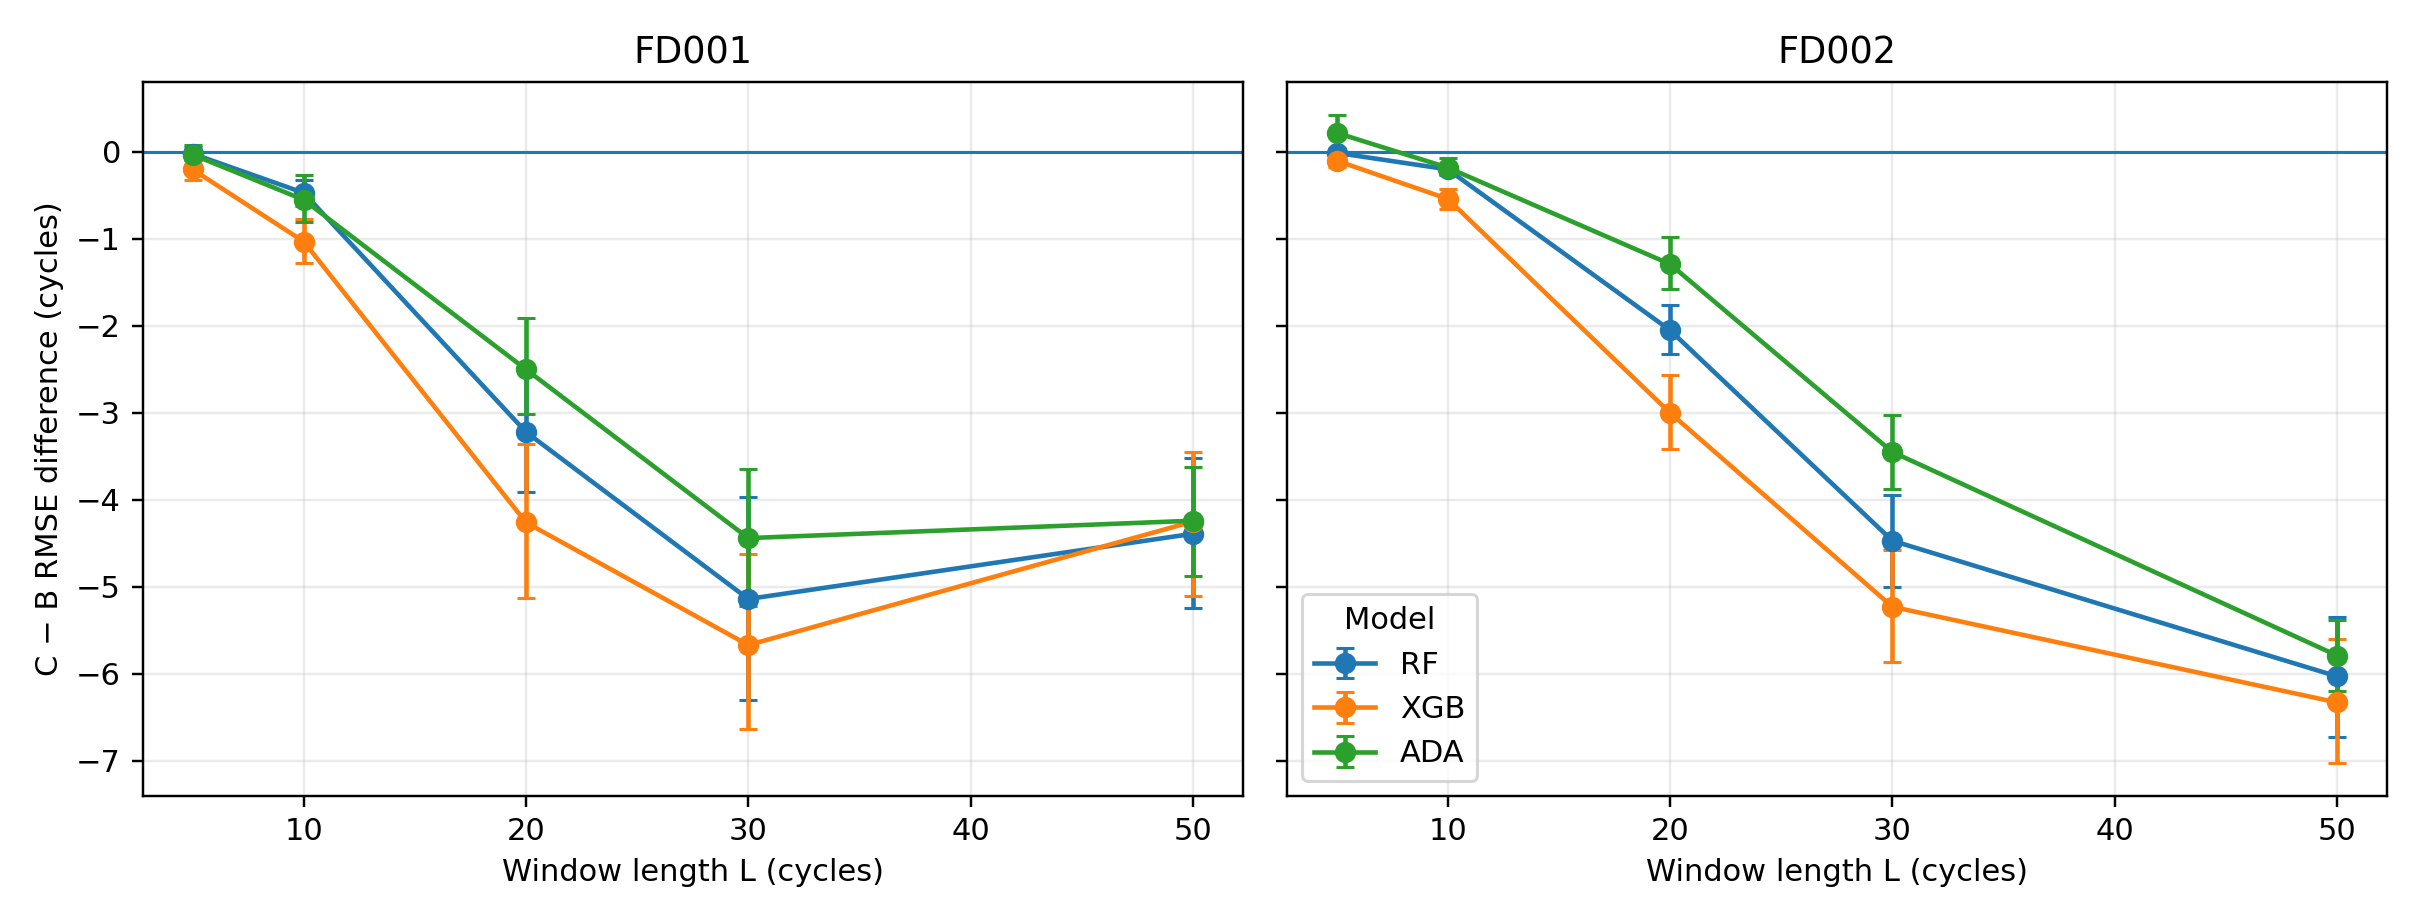 FD001
FD002
C − B RMSE difference (cycles)
0
−1
−2
−3
−4
−5
−6
−7
10 20 30 40 50
Window length L (cycles)
Model
RF
XGB
ADA
10 20 30 40 50
Window length L (cycles)